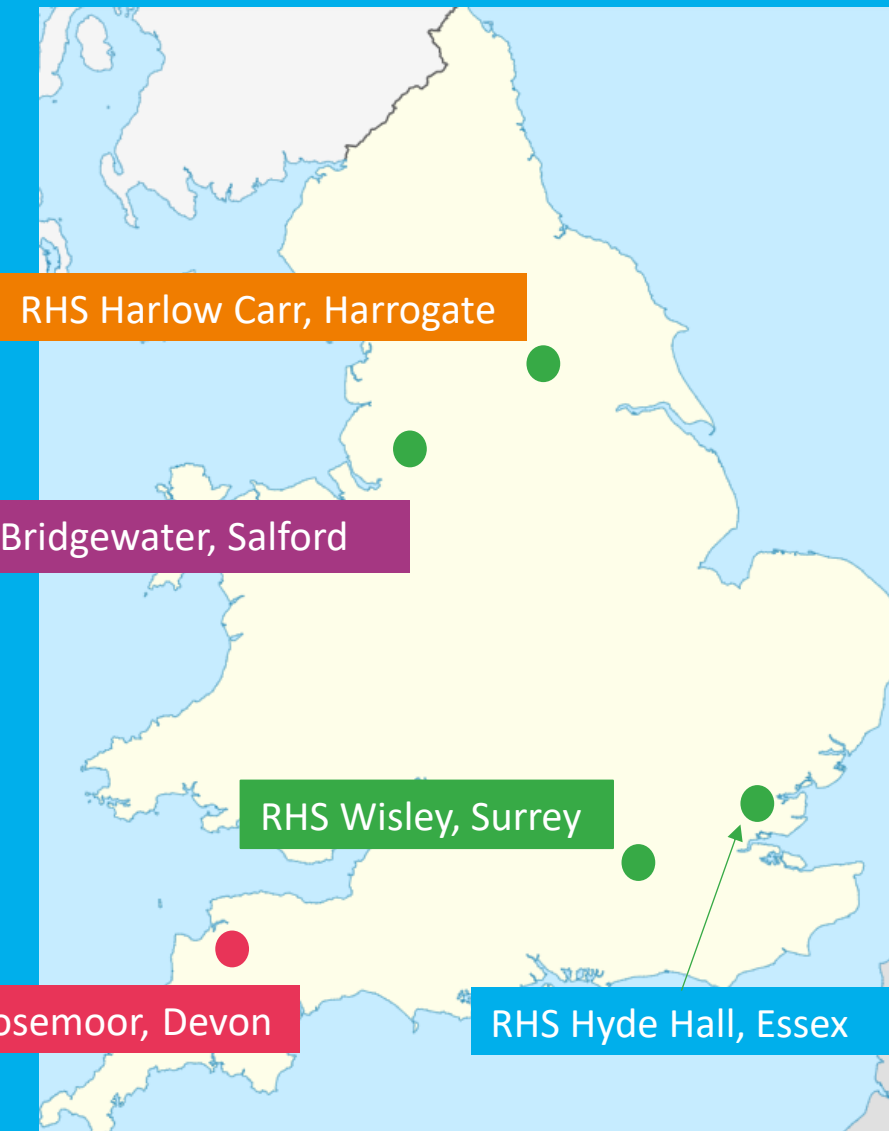 RHS Harlow Carr, Harrogate
Bridgewater, Salford
RHS Wisley, Surrey
osemoor, Devon
RHS Hyde Hall, Essex